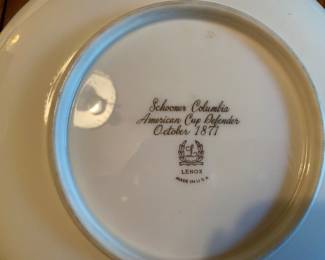 Schooner Columbia
American Cup Defender
October 1871
LENOX
MADE IN U.S.A.